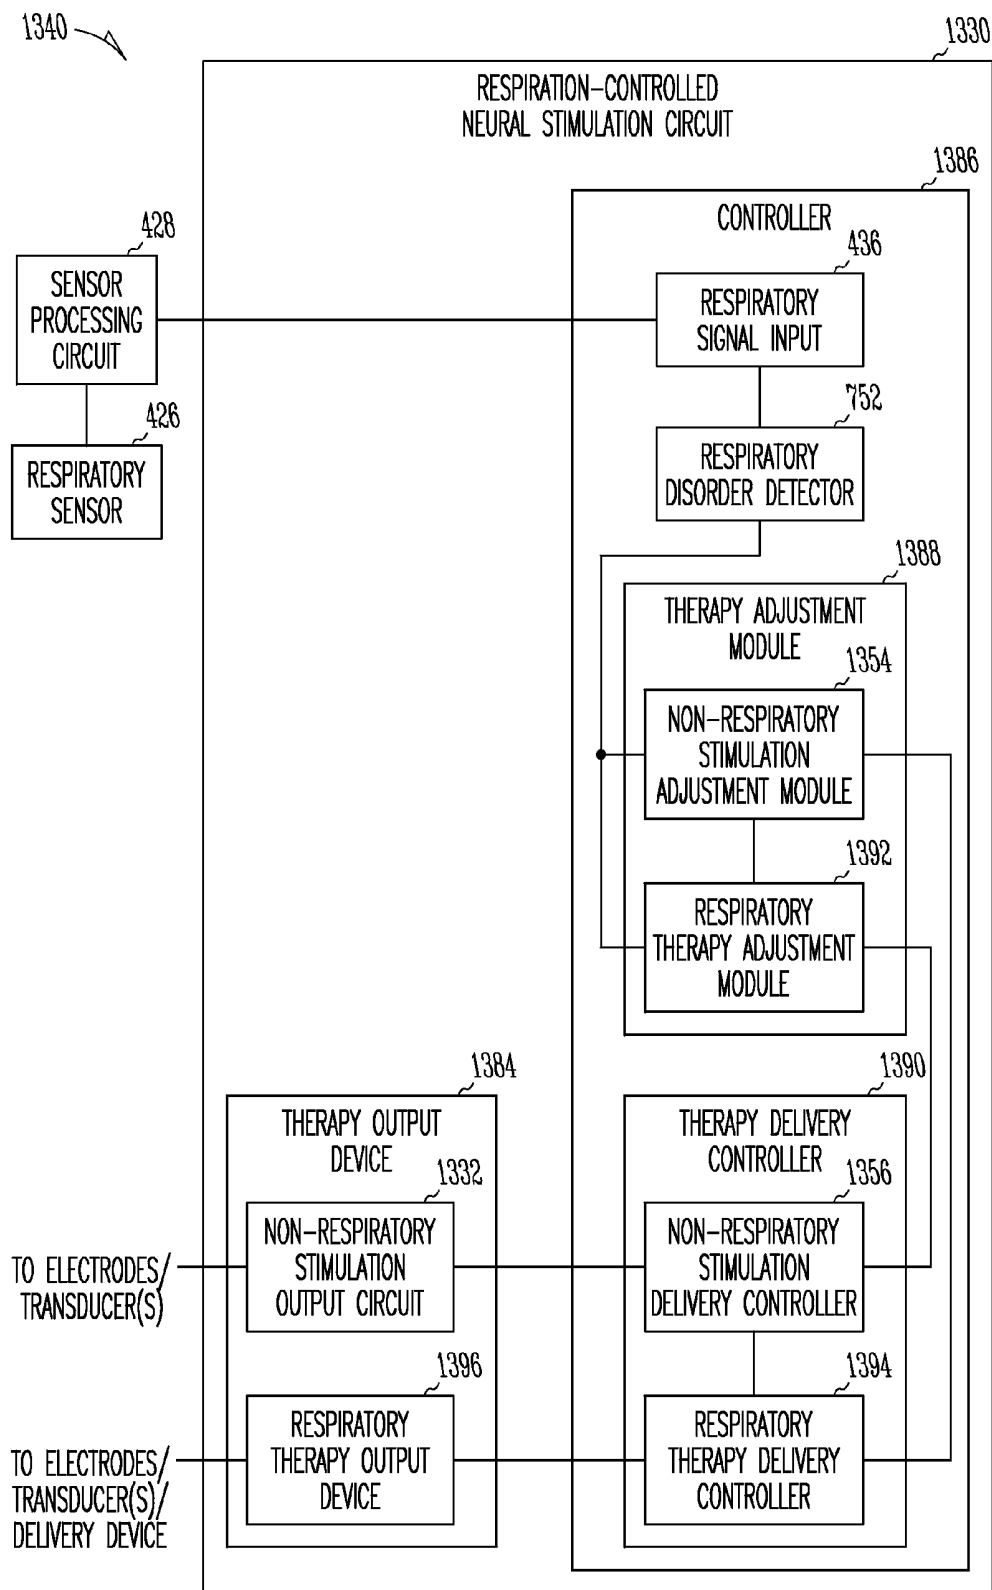 1340
1330
RESPIRATION-CONTROLLED
NEURAL STIMULATION CIRCUIT
1386
CONTROLLER
428
SENSOR
PROCESSING
CIRCUIT
436
RESPIRATORY
SIGNAL INPUT
426
RESPIRATORY
SENSOR
752
RESPIRATORY
DISORDER DETECTOR
1388
THERAPY ADJUSTMENT
MODULE
1354
NON-RESPIRATORY
STIMULATION
ADJUSTMENT MODULE
1392
RESPIRATORY
THERAPY ADJUSTMENT
MODULE
1384
THERAPY OUTPUT
DEVICE
1390
THERAPY DELIVERY
CONTROLLER
1332
NON-RESPIRATORY
STIMULATION
OUTPUT CIRCUIT
1356
NON-RESPIRATORY
STIMULATION
DELIVERY CONTROLLER
TO ELECTRODES/
TRANSDUCER(S)
1396
RESPIRATORY
THERAPY OUTPUT
DEVICE
1394
RESPIRATORY
THERAPY DELIVERY
CONTROLLER
TO ELECTRODES/
TRANSDUCER(S)/
DELIVERY DEVICE